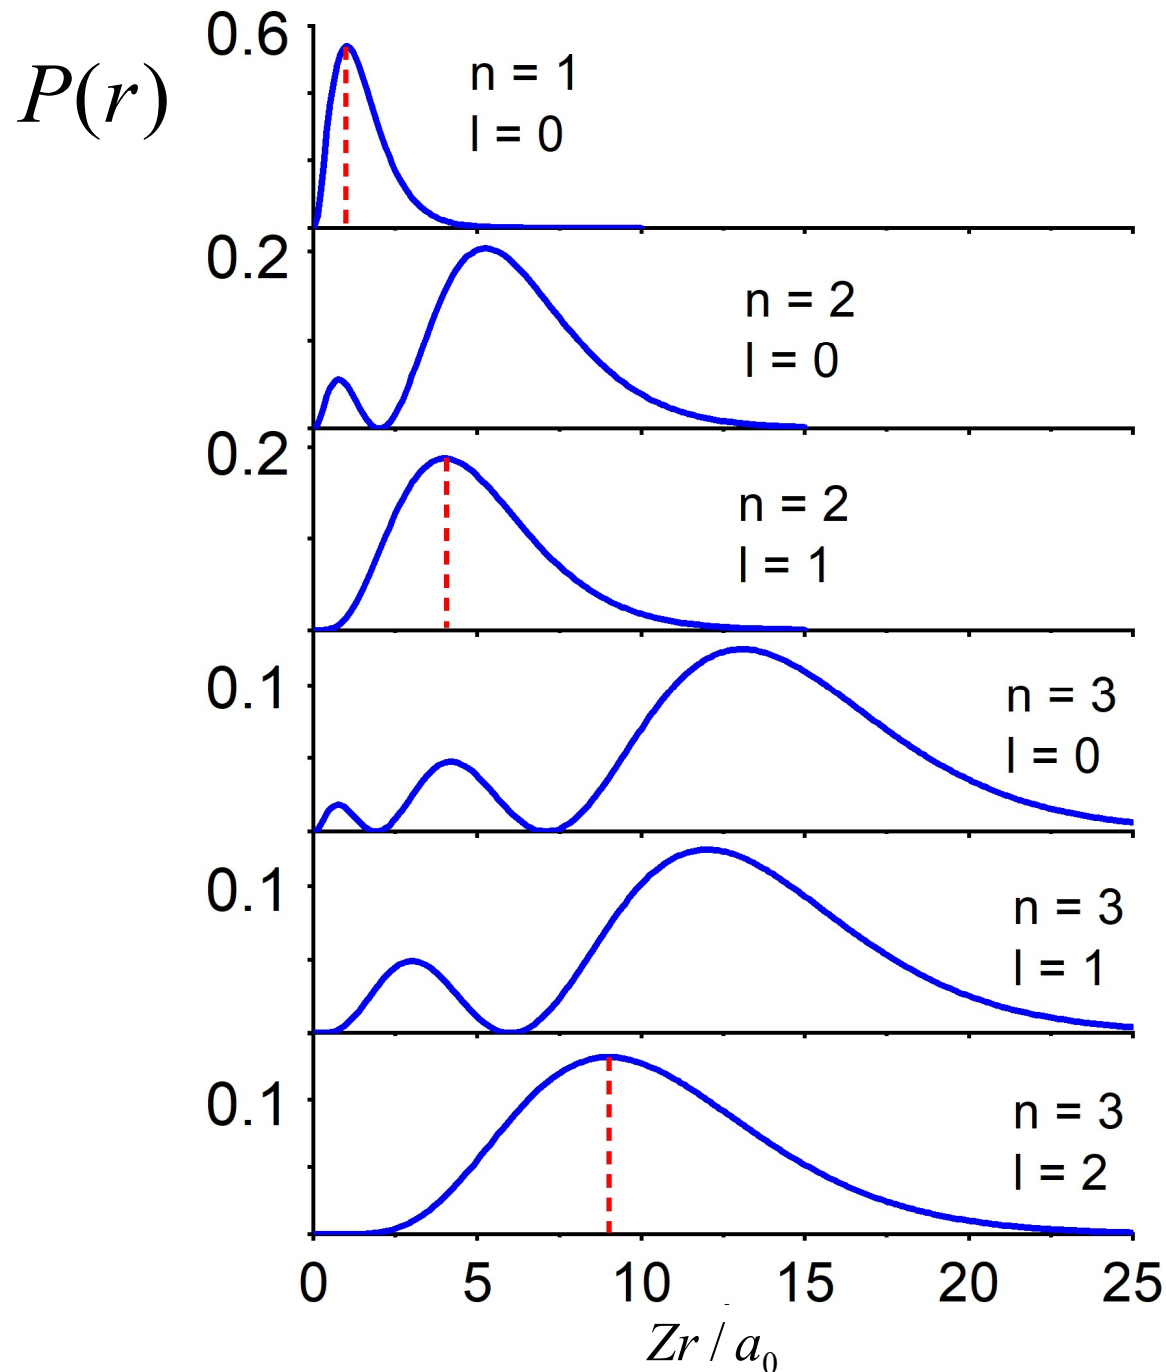 P(r)
0.6
n = 1
l = 0
0.2
n = 2
l = 0
0.2
n = 2
l = 1
0.1
n = 3
l = 0
0.1
n = 3
l = 1
0.1
n = 3
l = 2
0 5 10 15 20 25
Zr / a₀